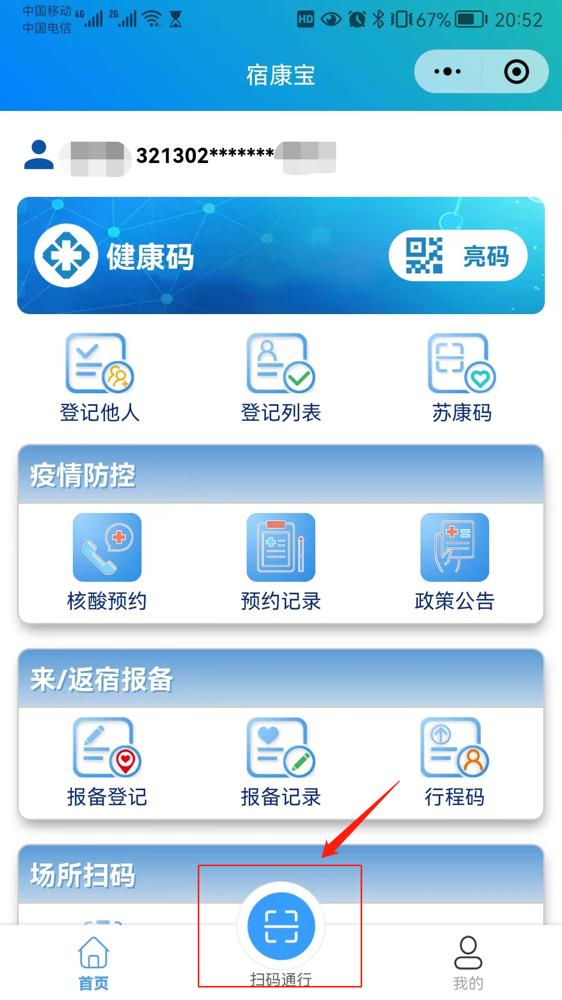 中国移动 4G 2G HD 67% 20:52
中国电信
宿康宝
321302*******
健康码 亮码
登记他人 登记列表 苏康码
疫情防控
核酸预约 预约记录 政策公告
来/返宿报备
报备登记 报备记录 行程码
场所扫码
首页 扫码通行 我的